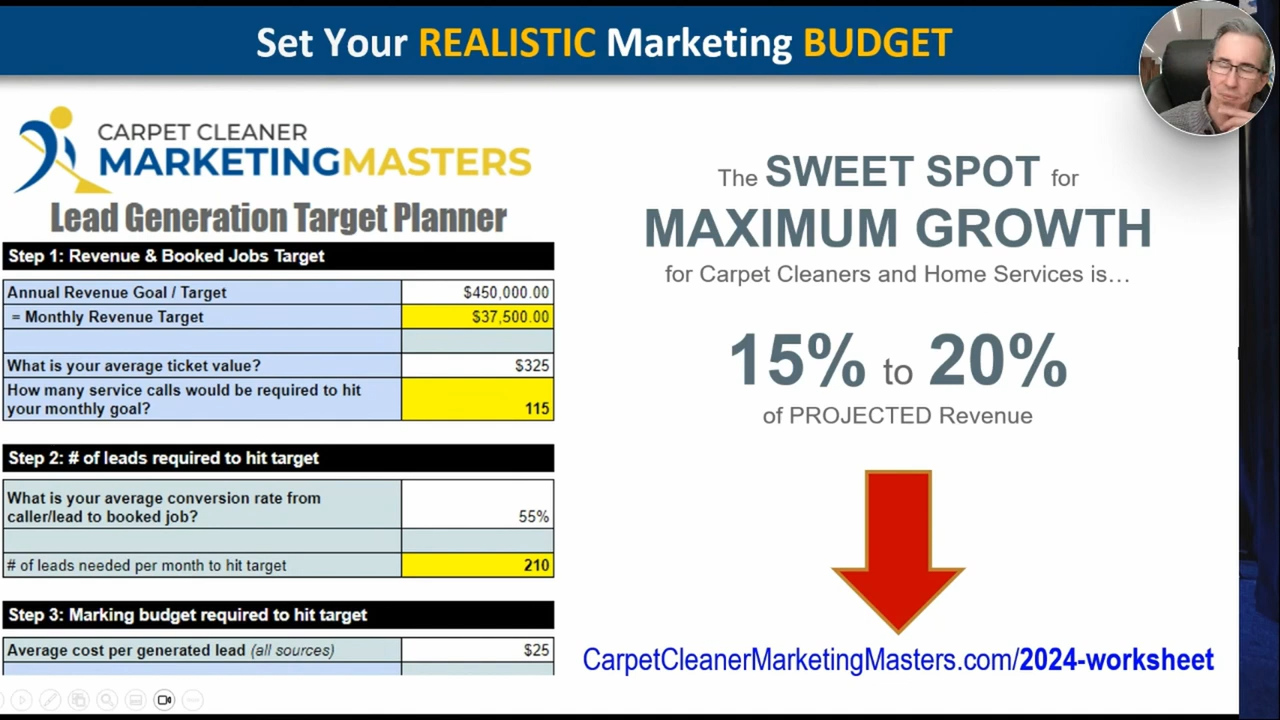 Set Your REALISTIC Marketing BUDGET
CARPET CLEANER
MARKETINGMASTERS
Lead Generation Target Planner
Step 1: Revenue & Booked Jobs Target
Annual Revenue Goal / Target $450,000.00
= Monthly Revenue Target $37,500.00
What is your average ticket value? $325
How many service calls would be required to hit
your monthly goal? 115
Step 2: # of leads required to hit target
What is your average conversion rate from
caller/lead to booked job? 55%
# of leads needed per month to hit target 210
Step 3: Marking budget required to hit target
Average cost per generated lead (all sources) $25
The SWEET SPOT for
MAXIMUM GROWTH
for Carpet Cleaners and Home Services is…
15% to 20%
of PROJECTED Revenue
CarpetCleanerMarketingMasters.com/2024-worksheet